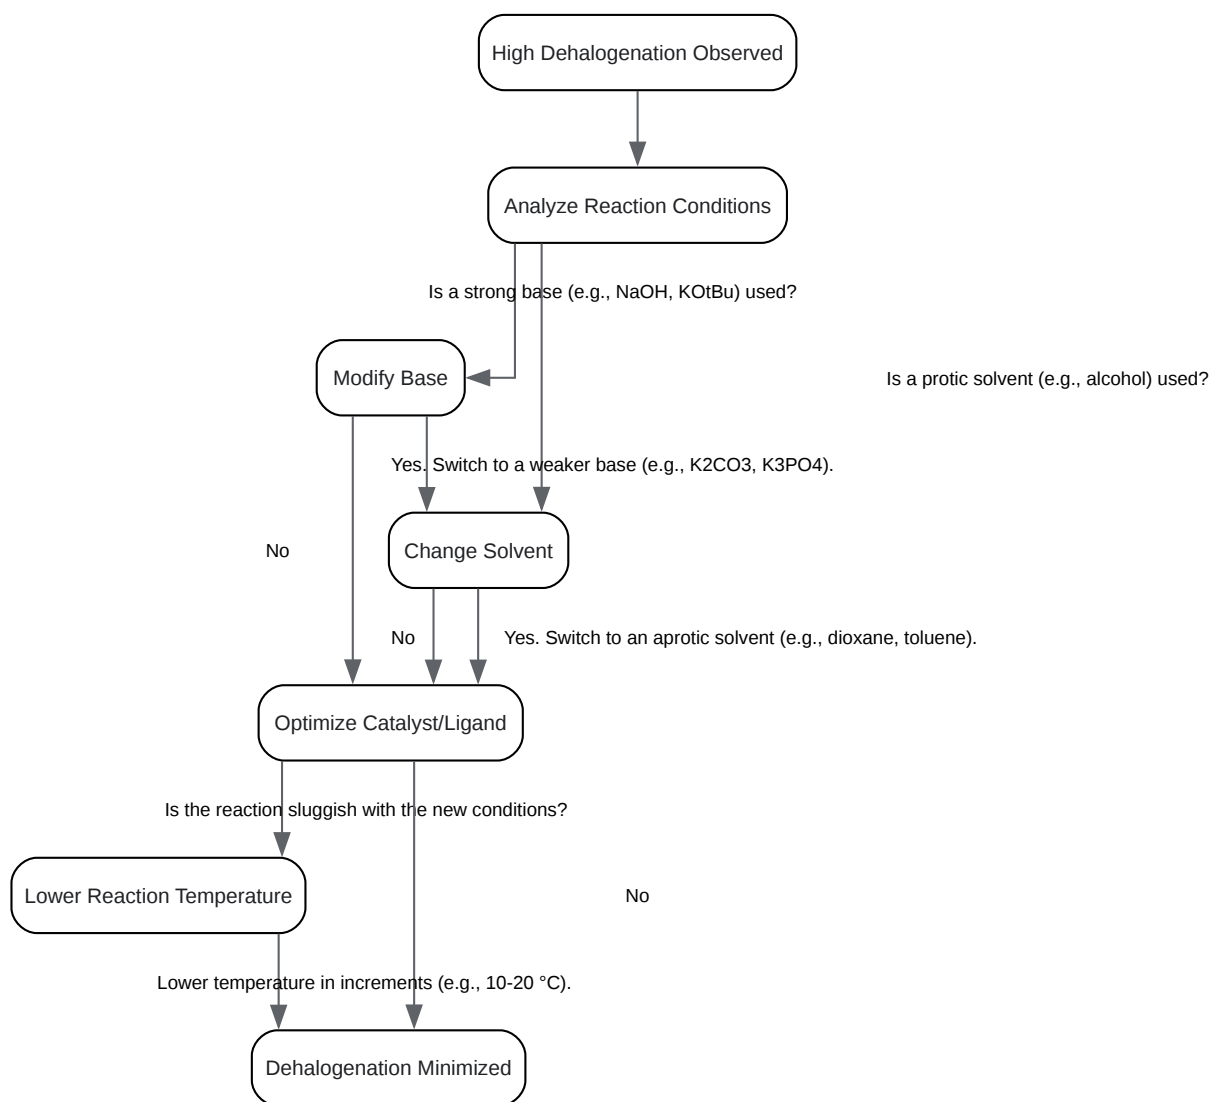 High Dehalogenation Observed
Analyze Reaction Conditions
Is a strong base (e.g., NaOH, KOtBu) used?
Modify Base
Is a protic solvent (e.g., alcohol) used?
Yes. Switch to a weaker base (e.g., K2CO3, K3PO4).
No
Change Solvent
No
Yes. Switch to an aprotic solvent (e.g., dioxane, toluene).
Optimize Catalyst/Ligand
Is the reaction sluggish with the new conditions?
Lower Reaction Temperature
No
Lower temperature in increments (e.g., 10-20 °C).
Dehalogenation Minimized